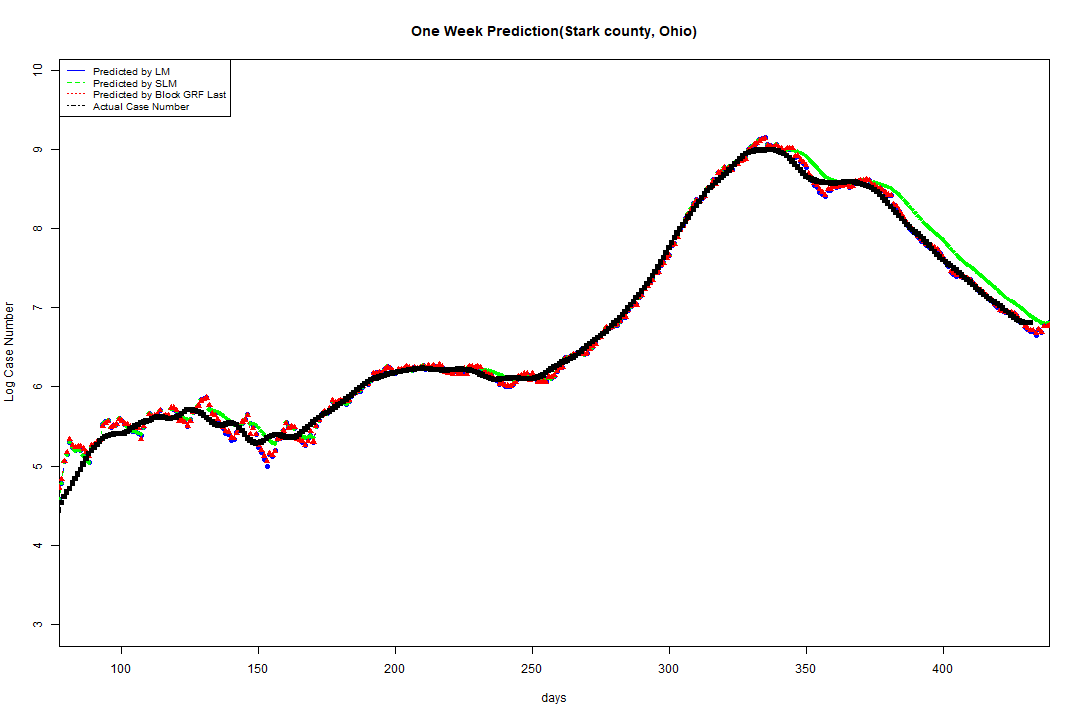 One Week Prediction(Stark county, Ohio)
Predicted by LM
Predicted by SLM
Predicted by Block GRF Last
Actual Case Number
10
9
8
7
6
5
4
3
Log Case Number
100 150 200 250 300 350 400
days